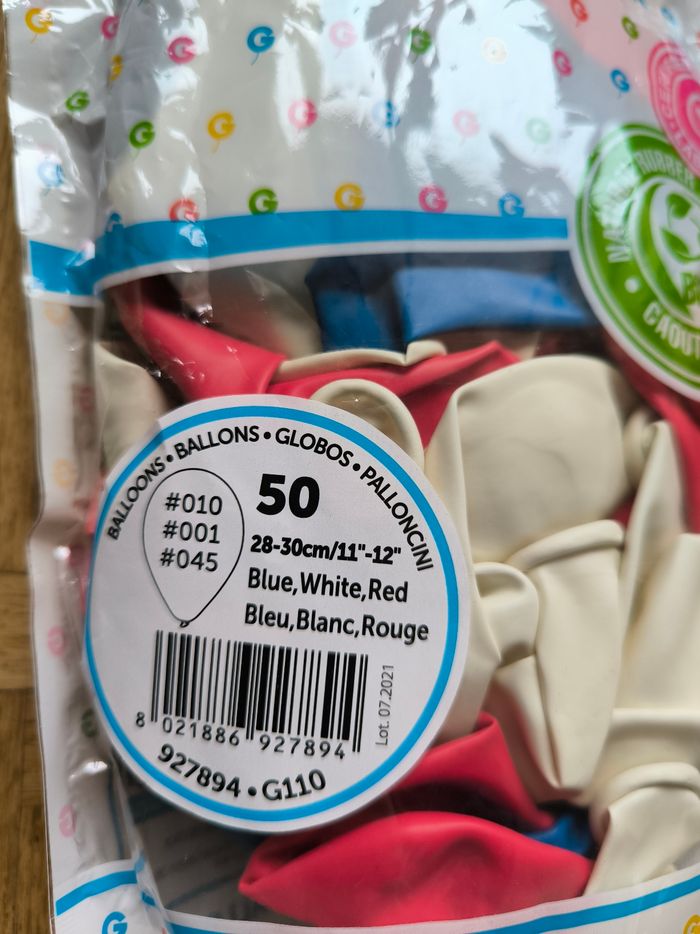 BALLOONS • BALLONS • GLOBOS • PALLONCINI
50
#010
#001
#045
28-30cm/11"-12"
Blue,White,Red
Bleu,Blanc,Rouge
8 021886 927894
Lot. 07.2021
927894 • G110